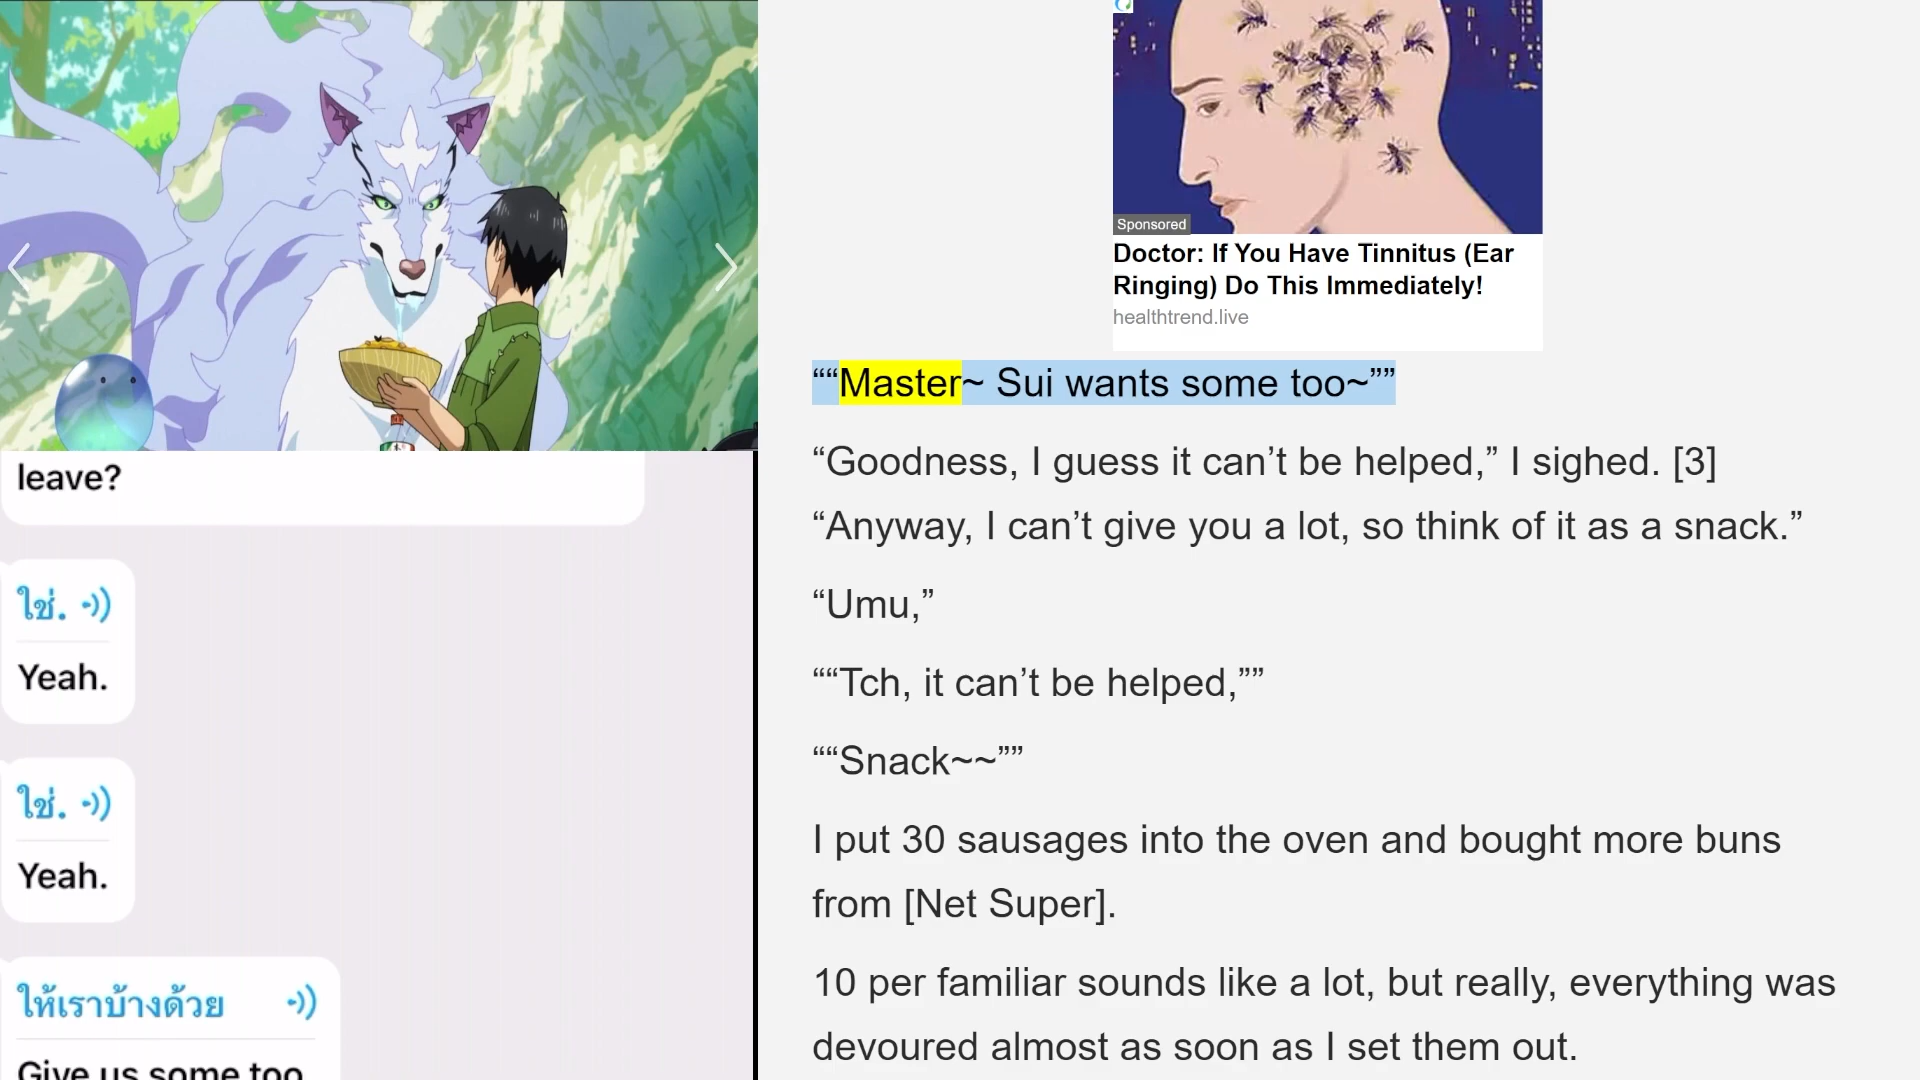 leave?
ใช่.
Yeah.
ใช่.
Yeah.
ให้เราบ้างด้วย
Give us some too
Sponsored
Doctor: If You Have Tinnitus (Ear
Ringing) Do This Immediately!
healthtrend.live
““Master~ Sui wants some too~””
“Goodness, I guess it can’t be helped,” I sighed. [3]
“Anyway, I can’t give you a lot, so think of it as a snack.”
“Umu,”
““Tch, it can’t be helped,””
““Snack~~””
I put 30 sausages into the oven and bought more buns
from [Net Super].
10 per familiar sounds like a lot, but really, everything was
devoured almost as soon as I set them out.